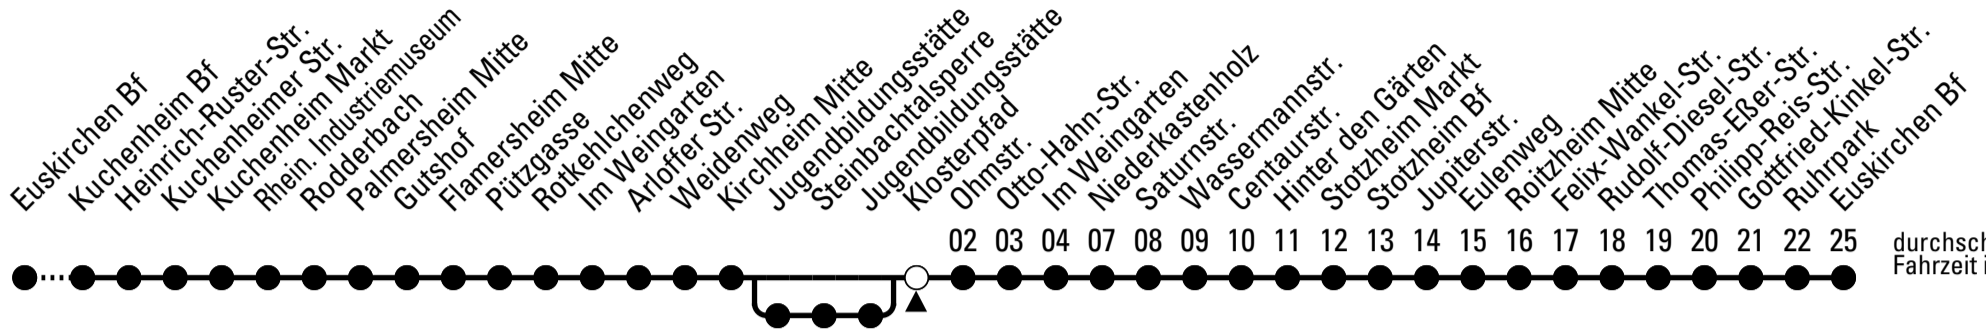 Euskirchen Bf
Kuchenheim Bf
Heinrich-Ruster-Str.
Kuchenheimer Str.
Kuchenheim Markt
Rhein. Industriemuseum
Rodderbach
Palmersheim Mitte
Gutshof
Flamersheim Mitte
Pützgasse
Rotkehlchenweg
Im Weingarten
Arloffer Str.
Weidenweg
Kirchheim Mitte
Jugendbildungsstätte
Steinbachtalsperre
Jugendbildungsstätte
Klosterpfad
Ohmstr.
Otto-Hahn-Str.
Im Weingarten
Niederkastenholz
Saturnstr.
Wassermannstr.
Centaurstr.
Hinter den Gärten
Stotzheim Markt
Stotzheim Bf
Jupiterstr.
Eulenweg
Roitzheim Mitte
Felix-Wankel-Str.
Rudolf-Diesel-Str.
Thomas-Eßer-Str.
Philipp-Reis-Str.
Gottfried-Kinkel-Str.
Ruhrpark
Euskirchen Bf
02 03 04 07 08 09 10 11 12 13 14 15 16 17 18 19 20 21 22 25
durchsch
Fahrzeit i